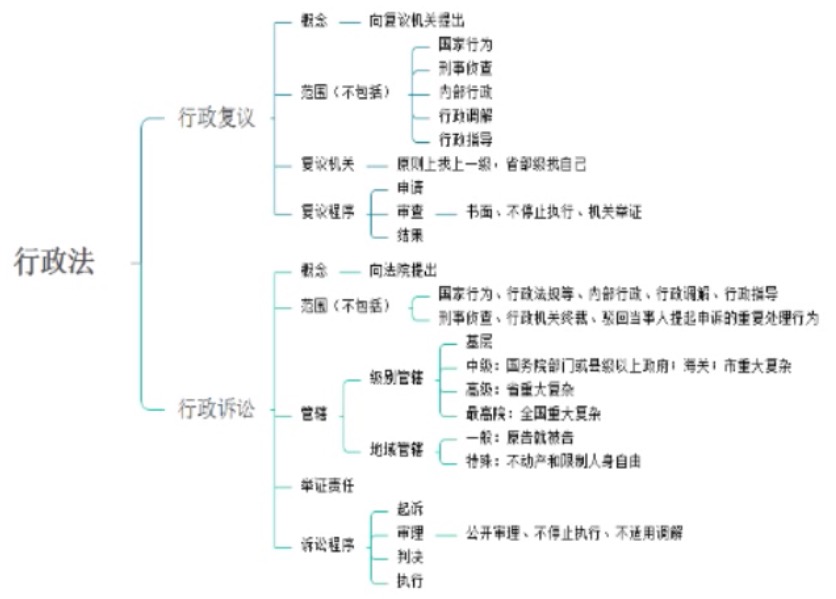 行政法
行政复议
概念
向复议机关提出
范围（不包括）
国家行为
刑事侦查
内部行政
行政调解
行政指导
复议机关
原则上找上一级，省部级找自己
复议程序
申请
审查
书面、不停止执行、机关举证
结果
行政诉讼
概念
向法院提出
范围（不包括）
国家行为、行政法规等、内部行政、行政调解、行政指导
刑事侦查、行政机关终裁、驳回当事人提起申诉的重复处理行为
管辖
级别管辖
基层
中级：国务院部门或县级以上政府；海关；市重大复杂
高级：省重大复杂
最高院：全国重大复杂
地域管辖
一般：原告就被告
特殊：不动产和限制人身自由
举证责任
诉讼程序
起诉
审理
公开审理、不停止执行、不适用调解
判决
执行